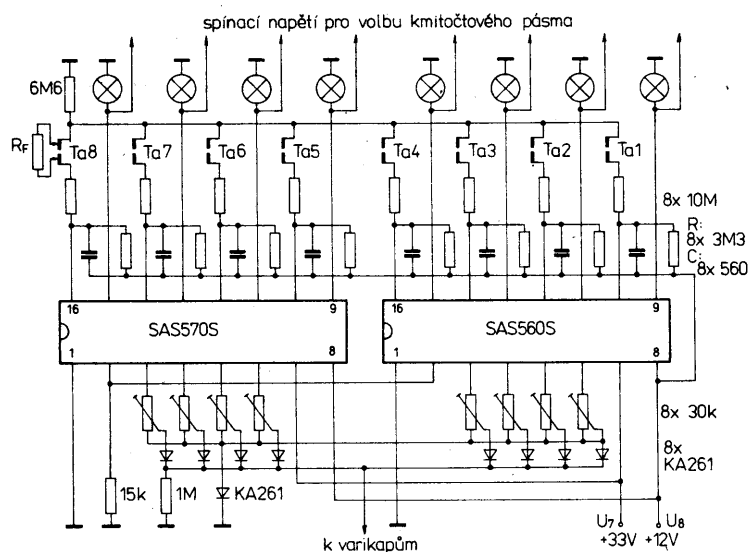 spínací napětí pro volbu kmitočtového pásma
6M6
RF
Ta8
Ta7
Ta6
Ta5
Ta4
Ta3
Ta2
Ta1
8x 10M
R:
8x 3M3
C:
8x 560
16
9
SAS570S
1
8
16
9
SAS560S
1
8
8x 30k
8x
KA261
15k
1M
KA261
k varikapům
U7
+33V
U8
+12V